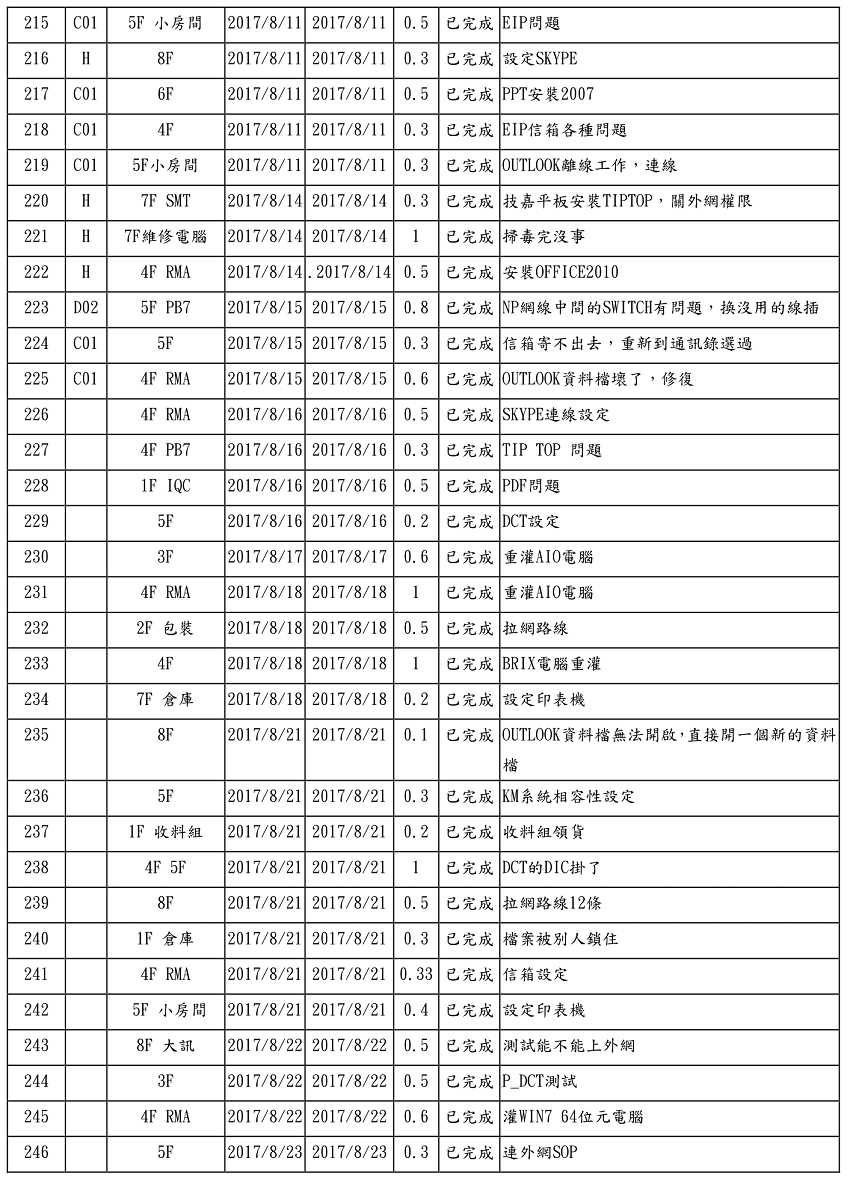 215 C01 5F 小房間 2017/8/11 2017/8/11 0.5 已完成 EIP問題
216 H 8F 2017/8/11 2017/8/11 0.3 已完成 設定SKYPE
217 C01 6F 2017/8/11 2017/8/11 0.5 已完成 PPT安裝2007
218 C01 4F 2017/8/11 2017/8/11 0.3 已完成 EIP信箱各種問題
219 C01 5F小房間 2017/8/11 2017/8/11 0.3 已完成 OUTLOOK離線工作，連線
220 H 7F SMT 2017/8/14 2017/8/14 0.3 已完成 技嘉平板安裝TIPTOP，關外網權限
221 H 7F維修電腦 2017/8/14 2017/8/14 1 已完成 掃毒完沒事
222 H 4F RMA 2017/8/14 .2017/8/14 0.5 已完成 安裝OFFICE2010
223 D02 5F PB7 2017/8/15 2017/8/15 0.8 已完成 NP網線中間的SWITCH有問題，換沒用的線插
224 C01 5F 2017/8/15 2017/8/15 0.3 已完成 信箱寄不出去，重新到通訊錄選過
225 C01 4F RMA 2017/8/15 2017/8/15 0.6 已完成 OUTLOOK資料檔壞了，修復
226 4F RMA 2017/8/16 2017/8/16 0.5 已完成 SKYPE連線設定
227 4F PB7 2017/8/16 2017/8/16 0.3 已完成 TIP TOP 問題
228 1F IQC 2017/8/16 2017/8/16 0.5 已完成 PDF問題
229 5F 2017/8/16 2017/8/16 0.2 已完成 DCT設定
230 3F 2017/8/17 2017/8/17 0.6 已完成 重灌AIO電腦
231 4F RMA 2017/8/18 2017/8/18 1 已完成 重灌AIO電腦
232 2F 包裝 2017/8/18 2017/8/18 0.5 已完成 拉網路線
233 4F 2017/8/18 2017/8/18 1 已完成 BRIX電腦重灌
234 7F 倉庫 2017/8/18 2017/8/18 0.2 已完成 設定印表機
235 8F 2017/8/21 2017/8/21 0.1 已完成 OUTLOOK資料檔無法開啟，直接開一個新的資料
檔
236 5F 2017/8/21 2017/8/21 0.3 已完成 KM系統相容性設定
237 1F 收料組 2017/8/21 2017/8/21 0.2 已完成 收料組領貨
238 4F 5F 2017/8/21 2017/8/21 1 已完成 DCT的DIC掛了
239 8F 2017/8/21 2017/8/21 0.5 已完成 拉網路線12條
240 1F 倉庫 2017/8/21 2017/8/21 0.3 已完成 檔案被別人鎖住
241 4F RMA 2017/8/21 2017/8/21 0.33 已完成 信箱設定
242 5F 小房間 2017/8/21 2017/8/21 0.4 已完成 設定印表機
243 8F 大訊 2017/8/22 2017/8/22 0.5 已完成 測試能不能上外網
244 3F 2017/8/22 2017/8/22 0.5 已完成 P_DCT測試
245 4F RMA 2017/8/22 2017/8/22 0.6 已完成 灌WIN7 64位元電腦
246 5F 2017/8/23 2017/8/23 0.3 已完成 連外網SOP